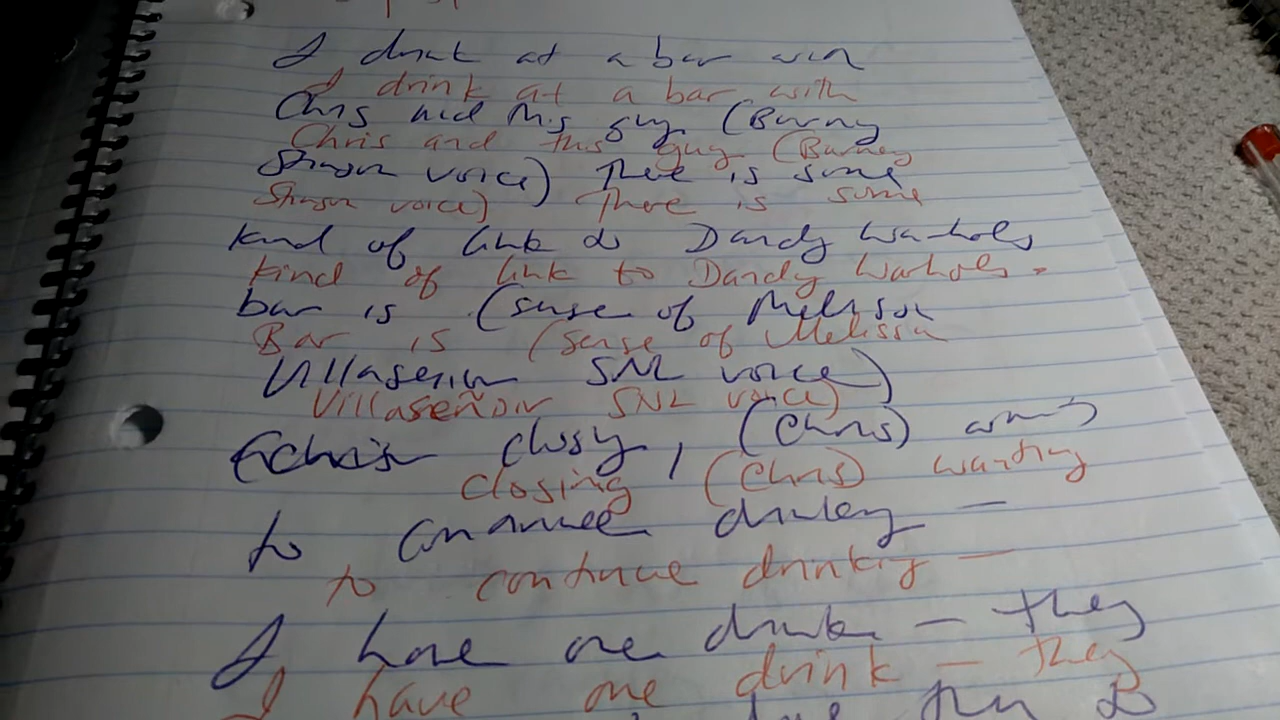 I drink at a bar with
I drink at a bar with
Chris and this guy (Barney
Chris and this guy (Barney
Stinson voice) There is some
Stinson voice) There is some
kind of link to Dandy Warhols
kind of link to Dandy Warhols.
bar is (sense of Melissa
Bar is (sense of Melissa
Villaseñor SNL voice)
Villaseñoir SNL voice)
closing, (Chris) wanting
closing (Chris) wanting
to continue drinking -
to continue drinking -
I have one drink - they
I have one drink - they